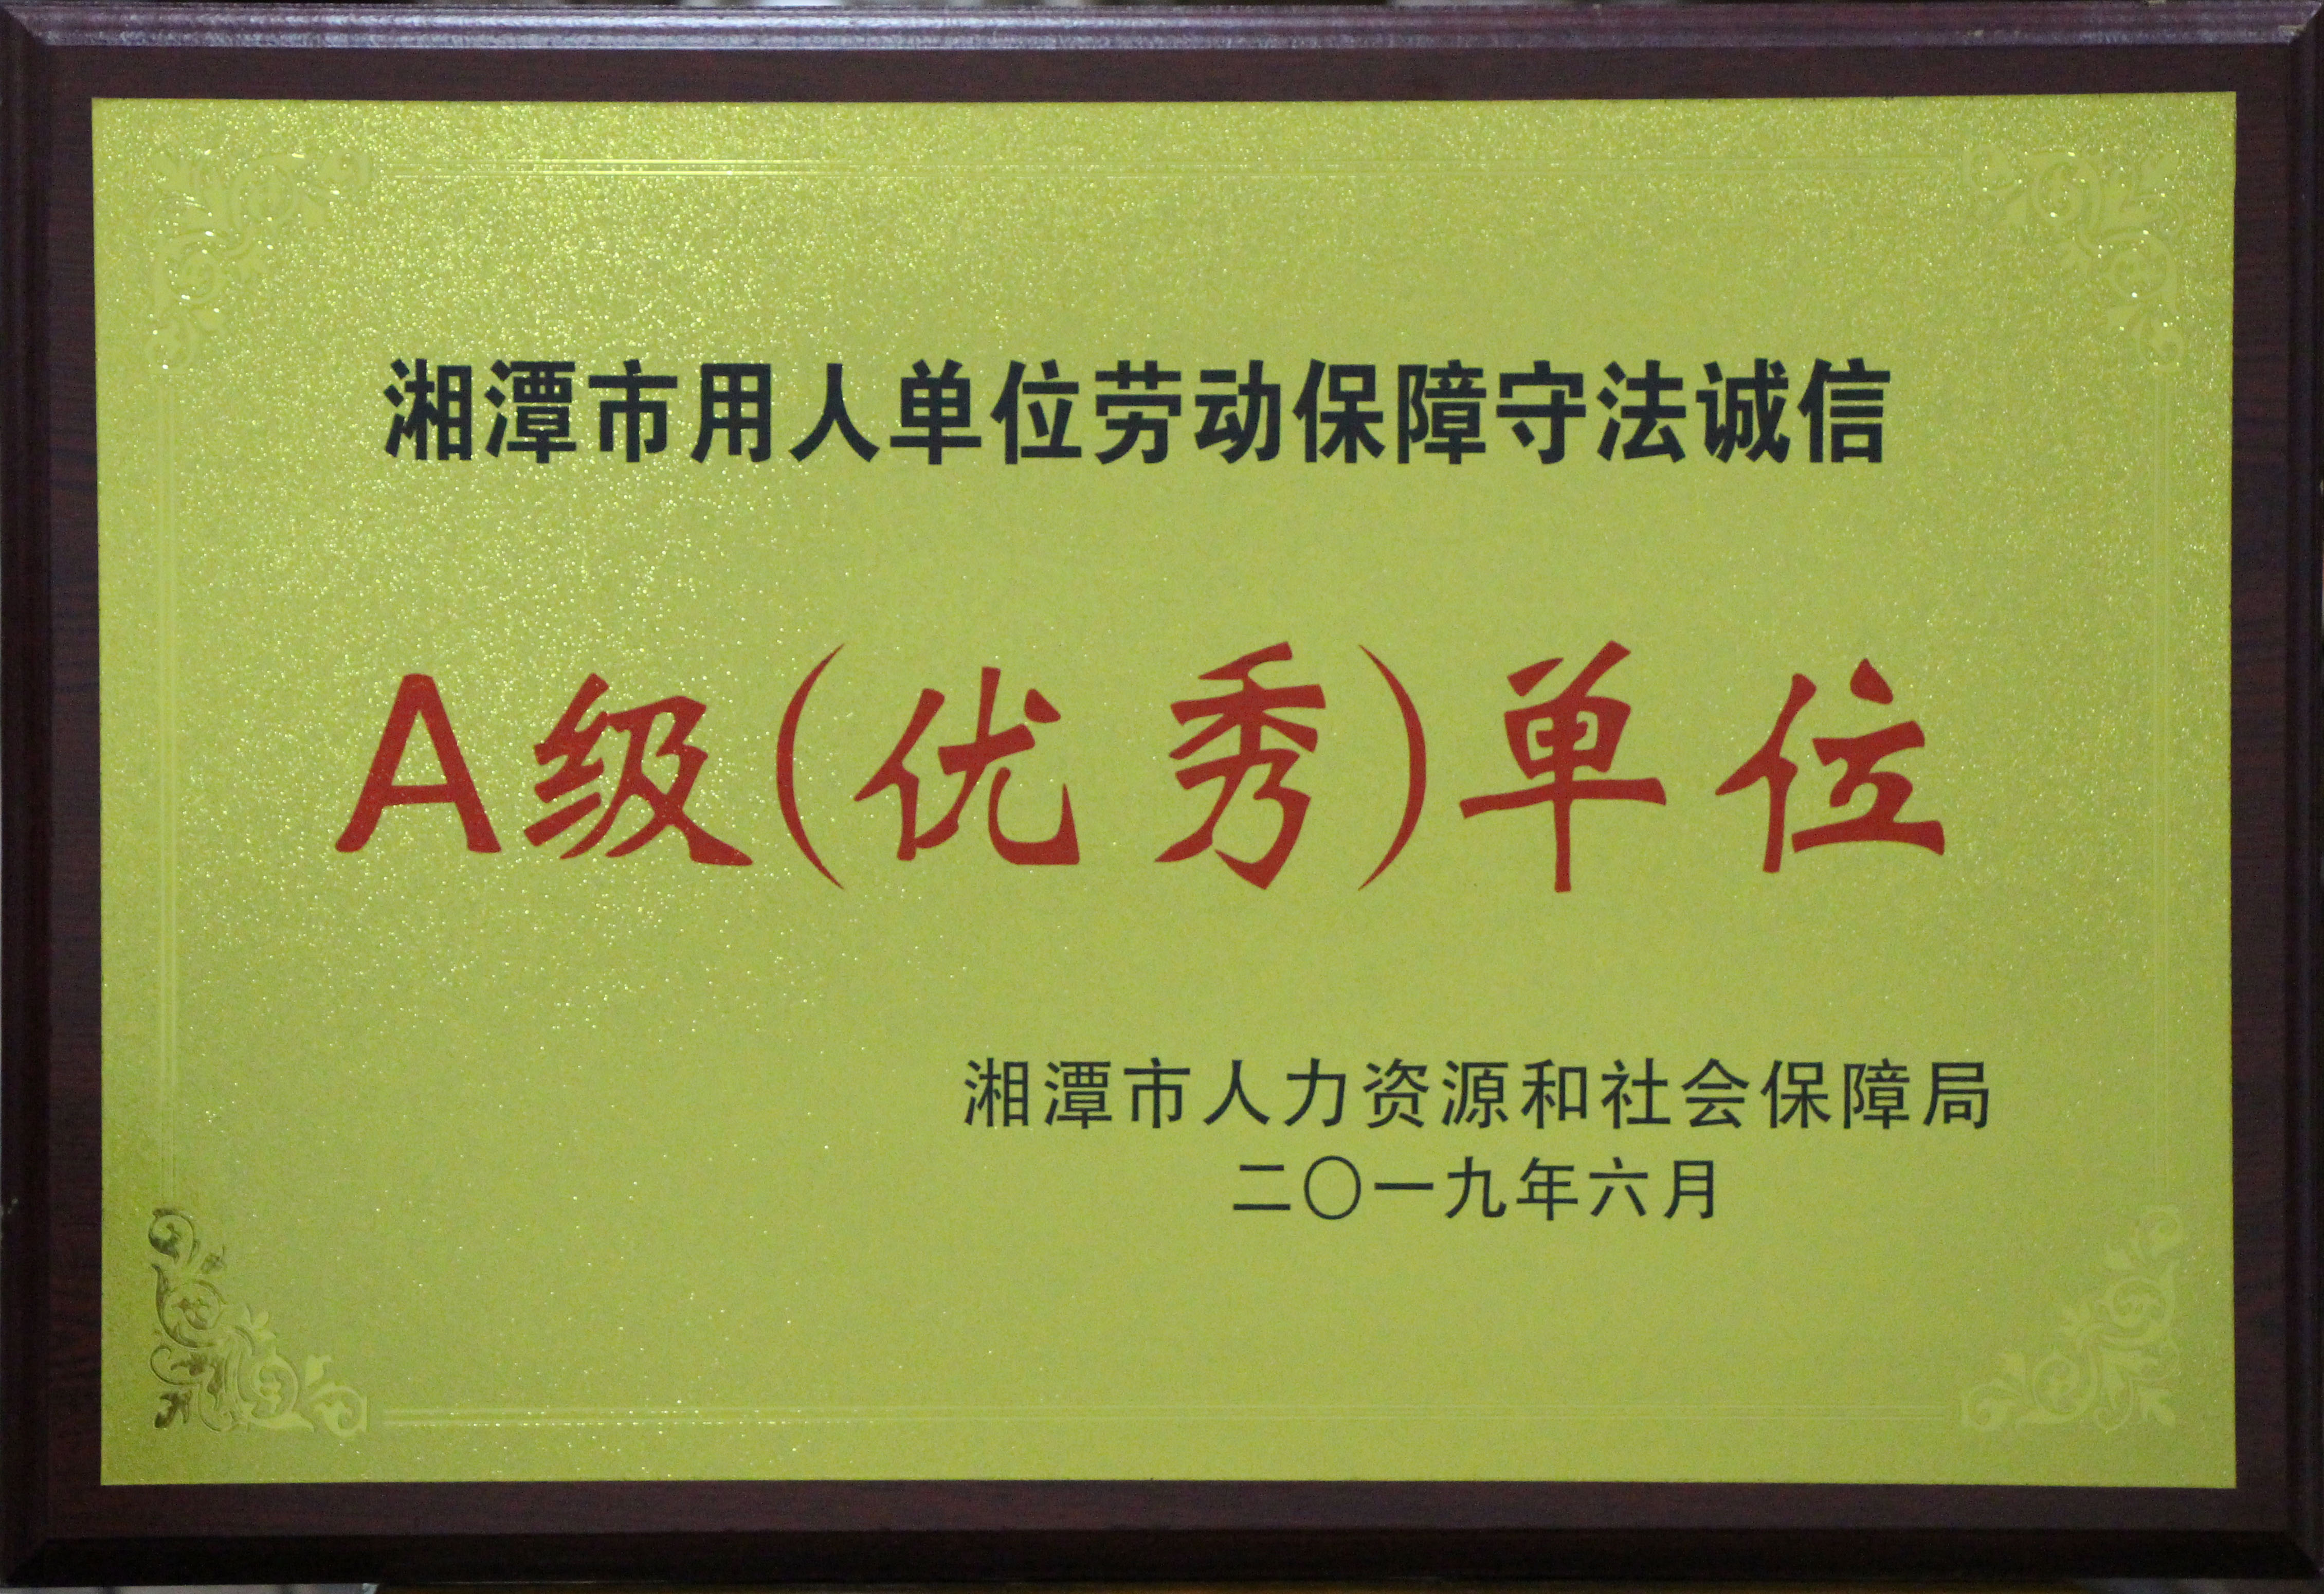 湘潭市用人单位劳动保障守法诚信
A级(优秀)单位
湘潭市人力资源和社会保障局
二〇一九年六月